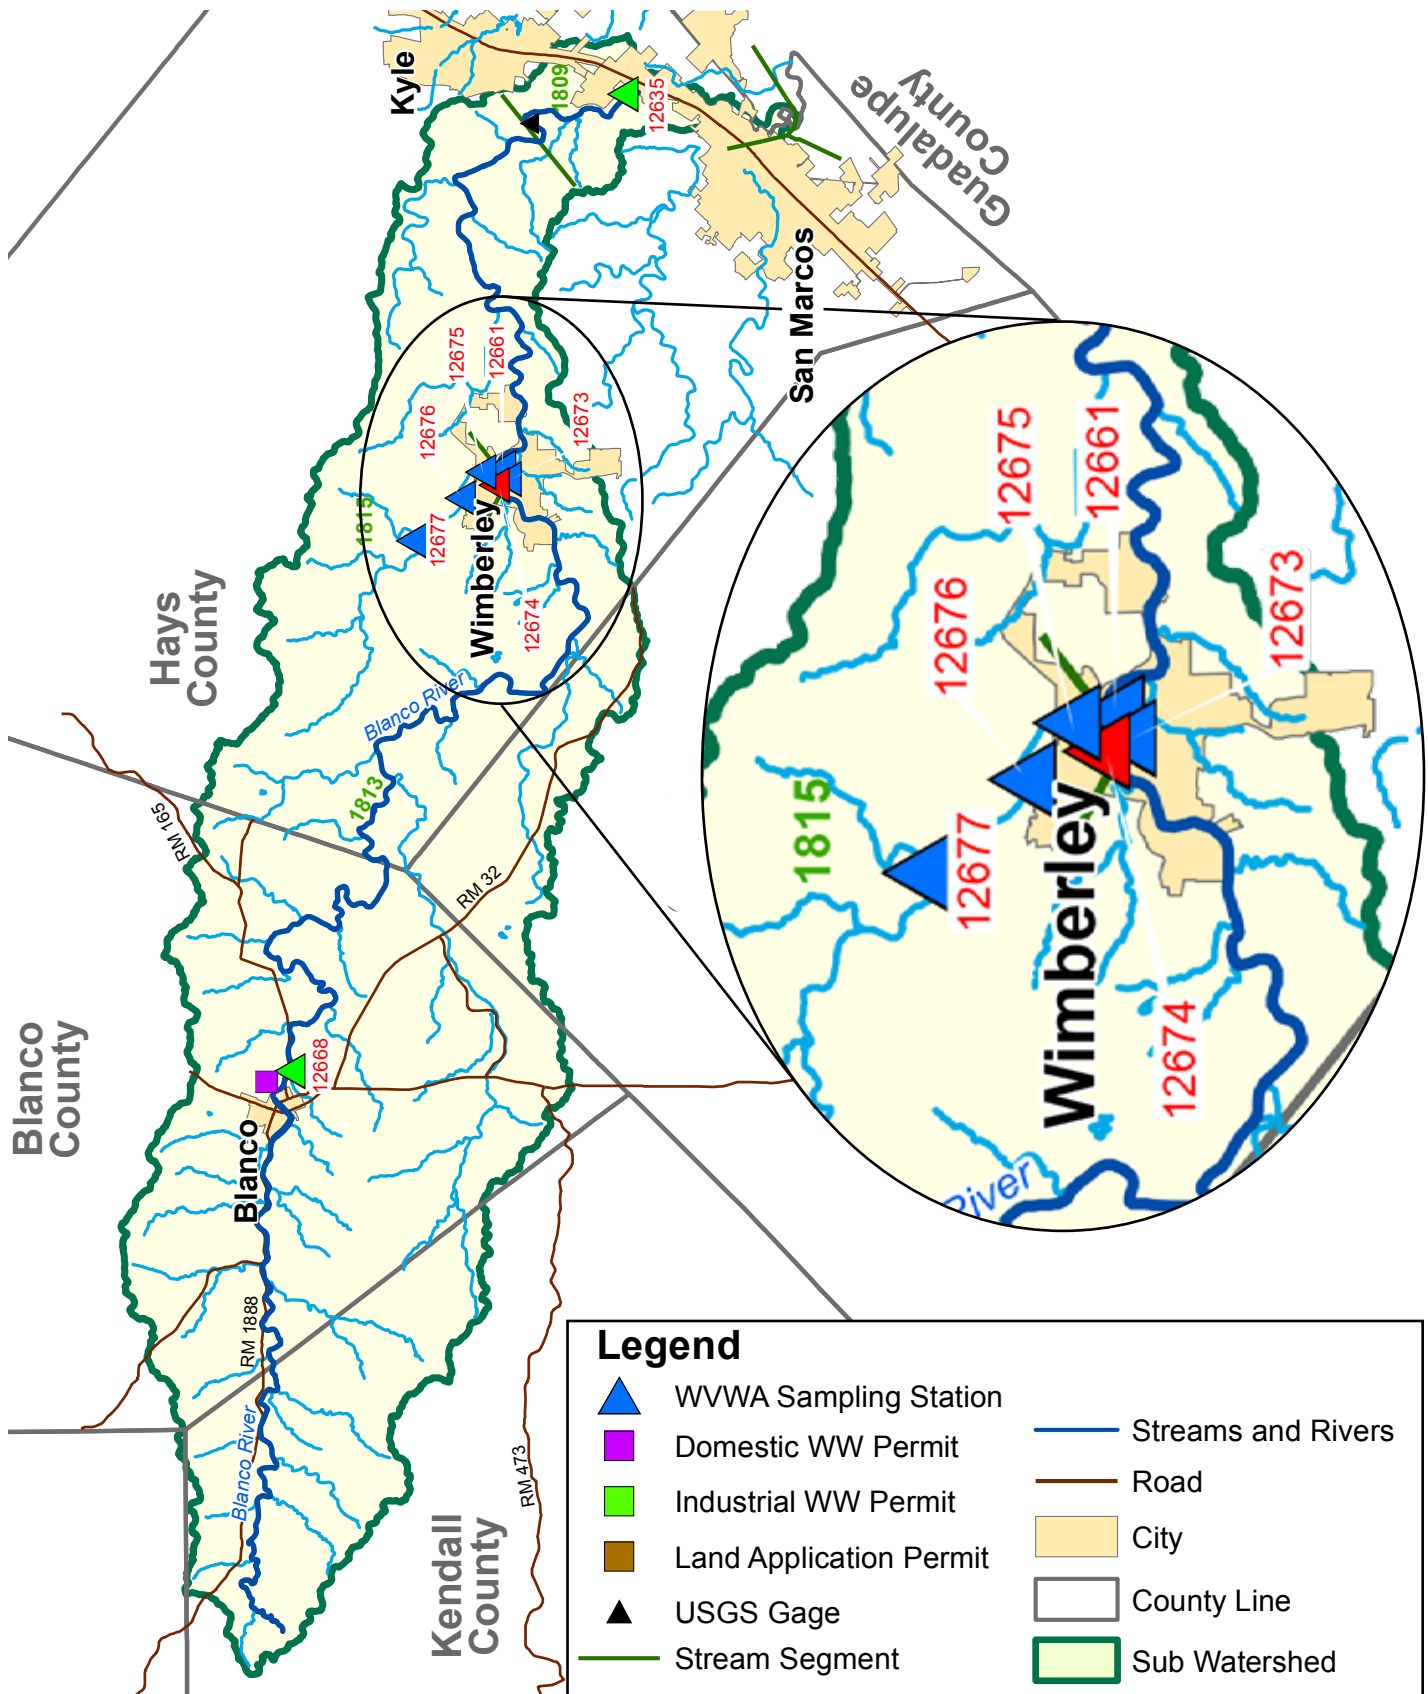 Kyle
1809
12635
Guadalupe
County
San Marcos
12675
12661
12676
12673
1815
12677
Wimberley
12674
Hays
County
Blanco River
1813
RM 165
RM 32
Blanco
County
12668
Blanco
RM 1888
Blanco River
RM 473
Kendall
County
12675
12661
12676
12673
1815
12677
Wimberley
12674
River
Legend
WVWA Sampling Station
Domestic WW Permit
Industrial WW Permit
Land Application Permit
USGS Gage
Stream Segment
Streams and Rivers
Road
City
County Line
Sub Watershed